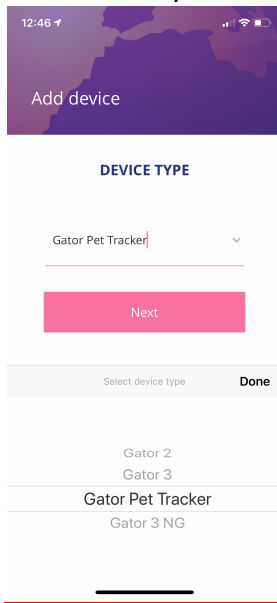 12:46
Add device
DEVICE TYPE
Gator Pet Tracker
Next
Select device type Done
Gator 2
Gator 3
Gator Pet Tracker
Gator 3 NG